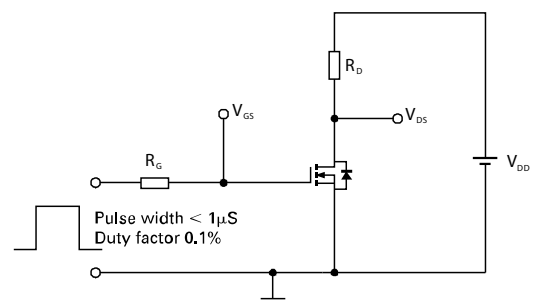 R_D
V_GS
V_DS
R_G
V_DD
Pulse width < 1μS
Duty factor 0.1%